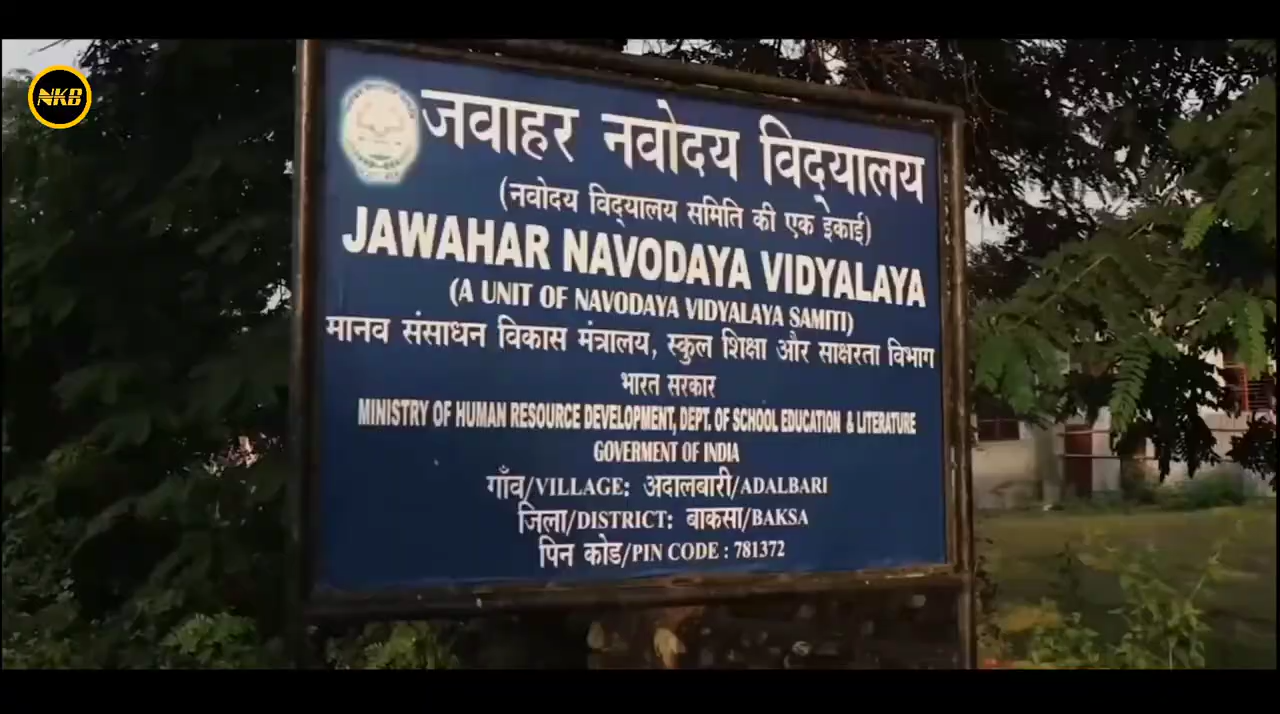 NKB
जवाहर नवोदय विद्‌यालय
(नवोदय विद्‌यालय समिति की एक इकाई)
JAWAHAR NAVODAYA VIDYALAYA
(A UNIT OF NAVODAYA VIDYALAYA SAMITI)
मानव संसाधन विकास मंत्रालय, स्कुल शिक्षा और साक्षरता विभाग
भारत सरकार
MINISTRY OF HUMAN RESOURCE DEVELOPMENT, DEPT. OF SCHOOL EDUCATION & LITERATURE
GOVERMENT OF INDIA
गाँव/VILLAGE: अदालबारी/ADALBARI
जिला/DISTRICT: बाकसा/BAKSA
पिन कोड/PIN CODE : 781372